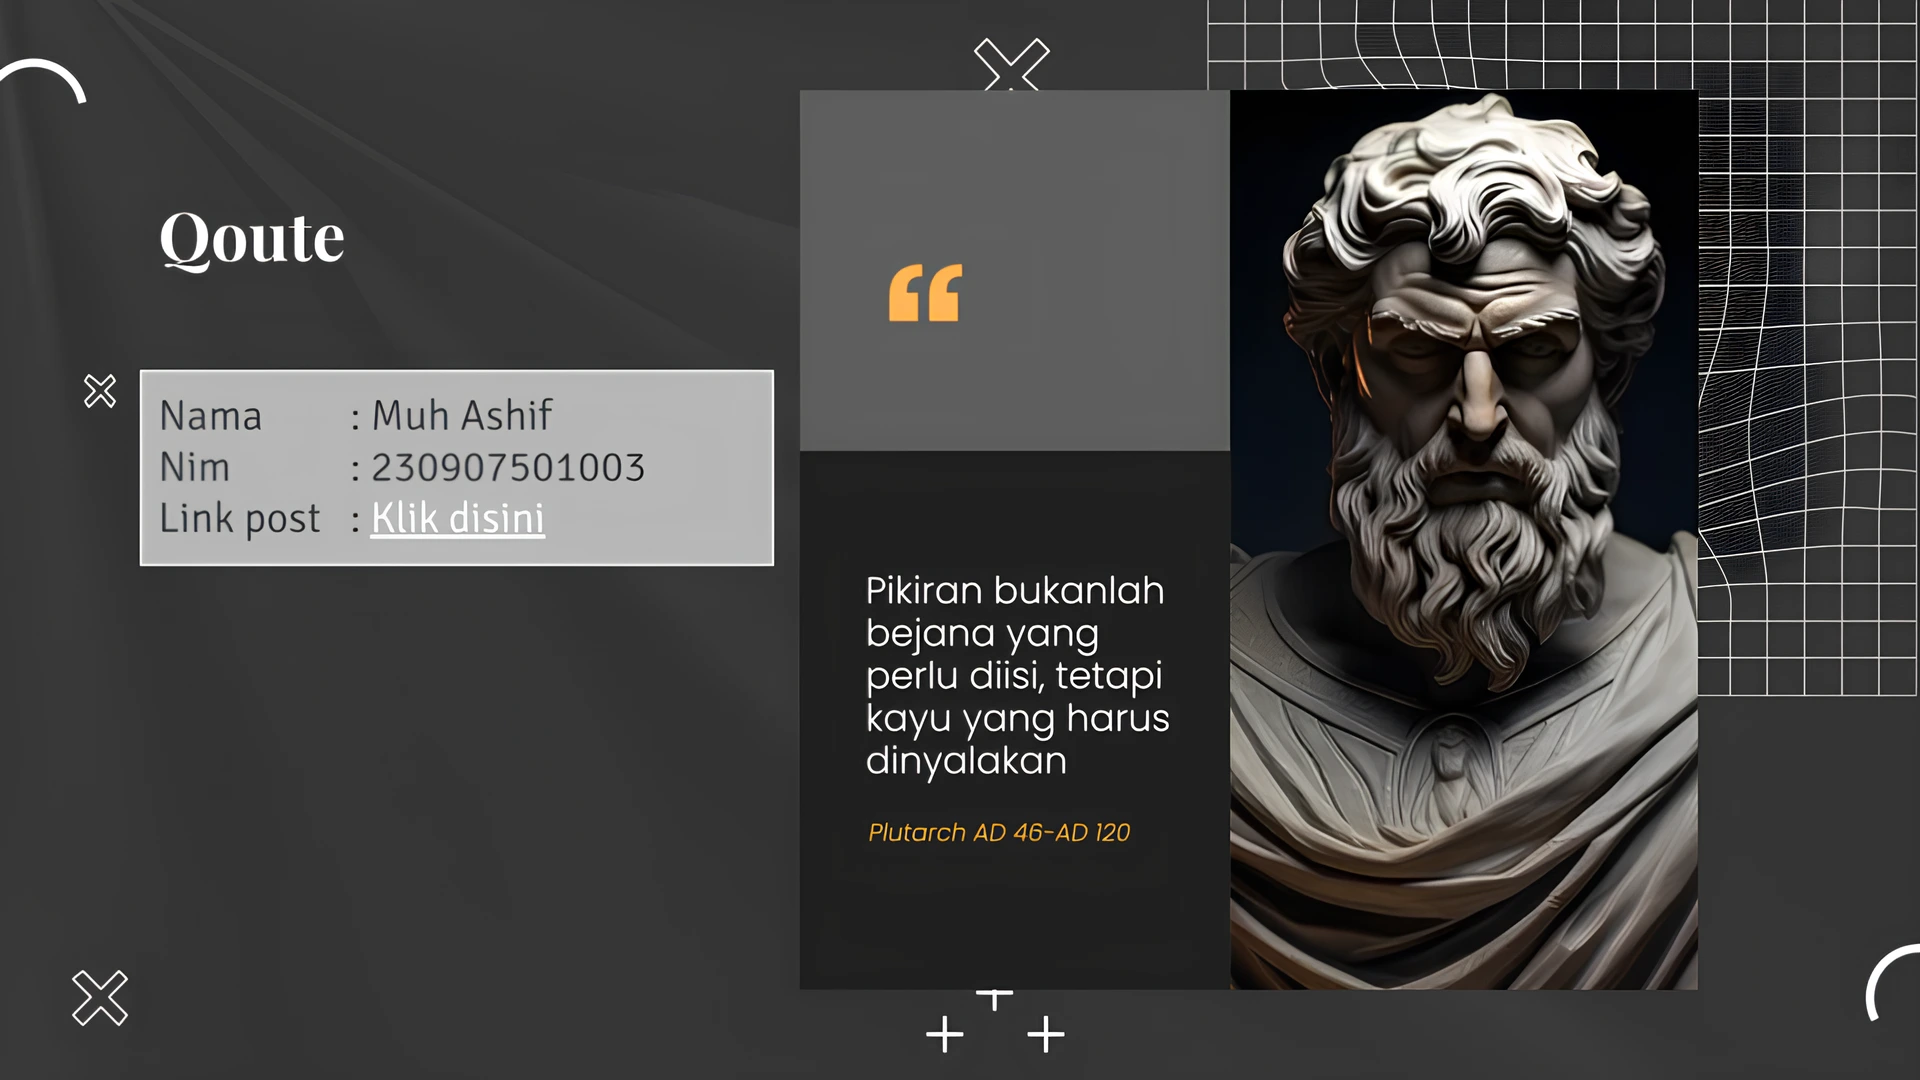 Qoute
Nama : Muh Ashif
Nim : 230907501003
Link post : Klik disini
“
Pikiran bukanlah
bejana yang
perlu diisi, tetapi
kayu yang harus
dinyalakan
Plutarch AD 46-AD 120